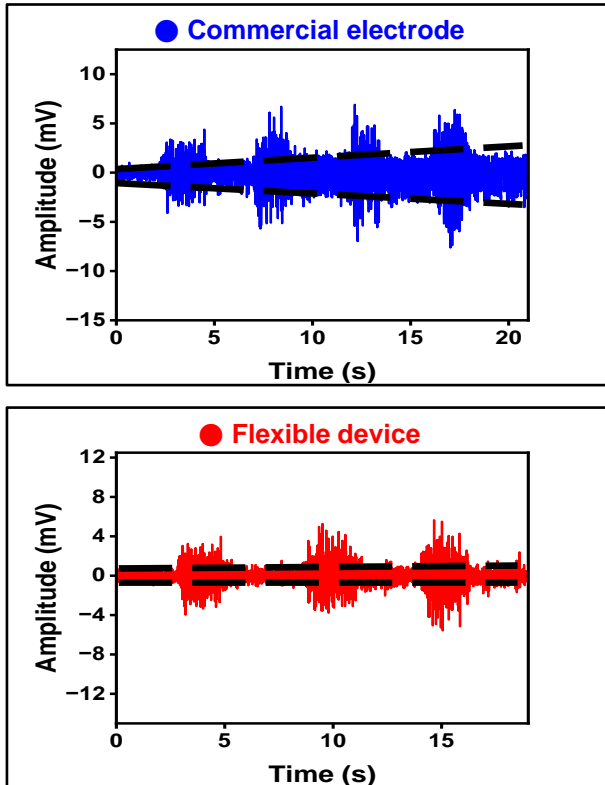 Commercial electrode
10
5
0
−5
−10
−15
Amplitude (mV)
0 5 10 15 20
Time (s)
Flexible device
12
8
4
0
−4
−8
−12
Amplitude (mV)
0 5 10 15
Time (s)